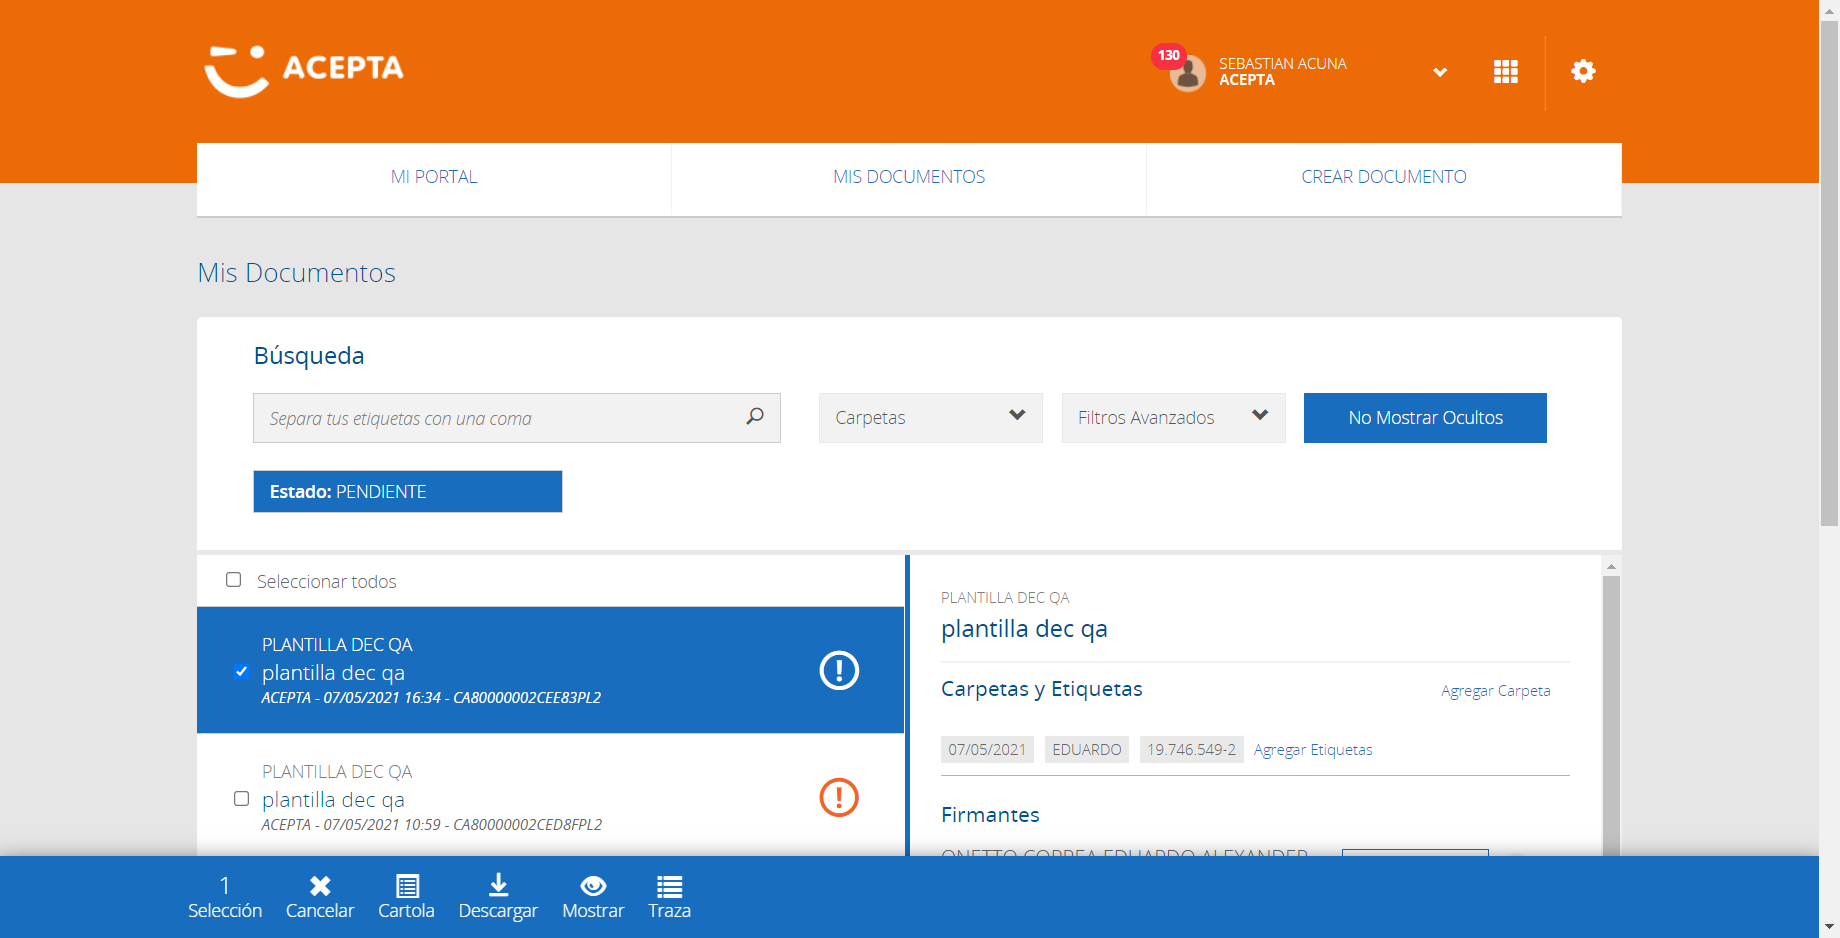 ACEPTA
130
SEBASTIAN ACUNA
ACEPTA
MI PORTAL
MIS DOCUMENTOS
CREAR DOCUMENTO
Mis Documentos
Búsqueda
Separa tus etiquetas con una coma
Carpetas
Filtros Avanzados
No Mostrar Ocultos
Estado: PENDIENTE
Seleccionar todos
PLANTILLA DEC QA
plantilla dec qa
ACEPTA - 07/05/2021 16:34 - CA80000002CEE83PL2
PLANTILLA DEC QA
plantilla dec qa
ACEPTA - 07/05/2021 10:59 - CA80000002CED8FPL2
PLANTILLA DEC QA
plantilla dec qa
Carpetas y Etiquetas
Agregar Carpeta
07/05/2021
EDUARDO
19.746.549-2
Agregar Etiquetas
Firmantes
ONETTO CORREA EDUARDO ALEXANDER
1
Selección
Cancelar
Cartola
Descargar
Mostrar
Traza